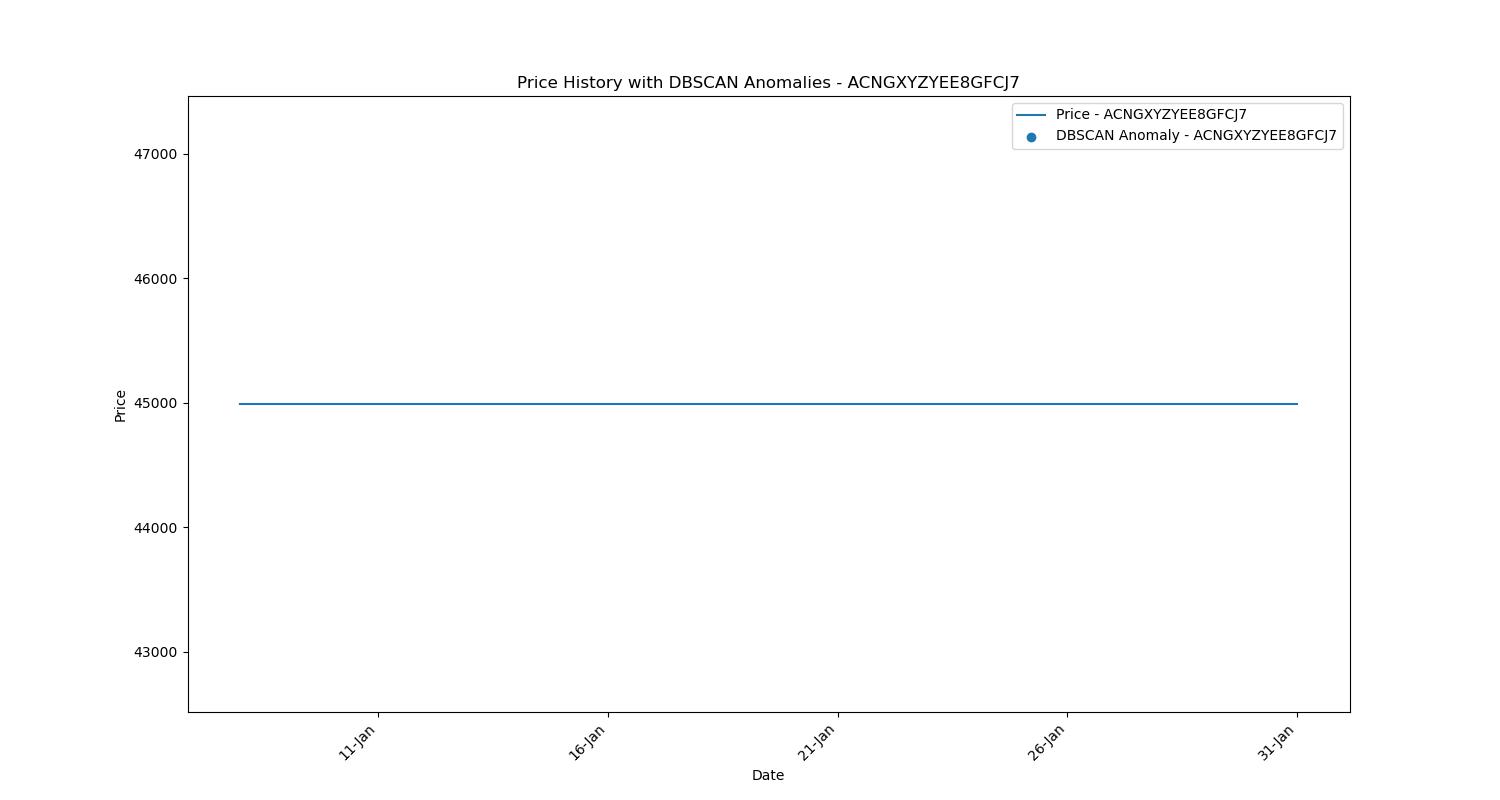 Price History with DBSCAN Anomalies - ACNGXYZYEE8GFCJ7
Price - ACNGXYZYEE8GFCJ7
DBSCAN Anomaly - ACNGXYZYEE8GFCJ7
47000
46000
45000
44000
43000
Price
11-Jan
16-Jan
21-Jan
26-Jan
31-Jan
Date